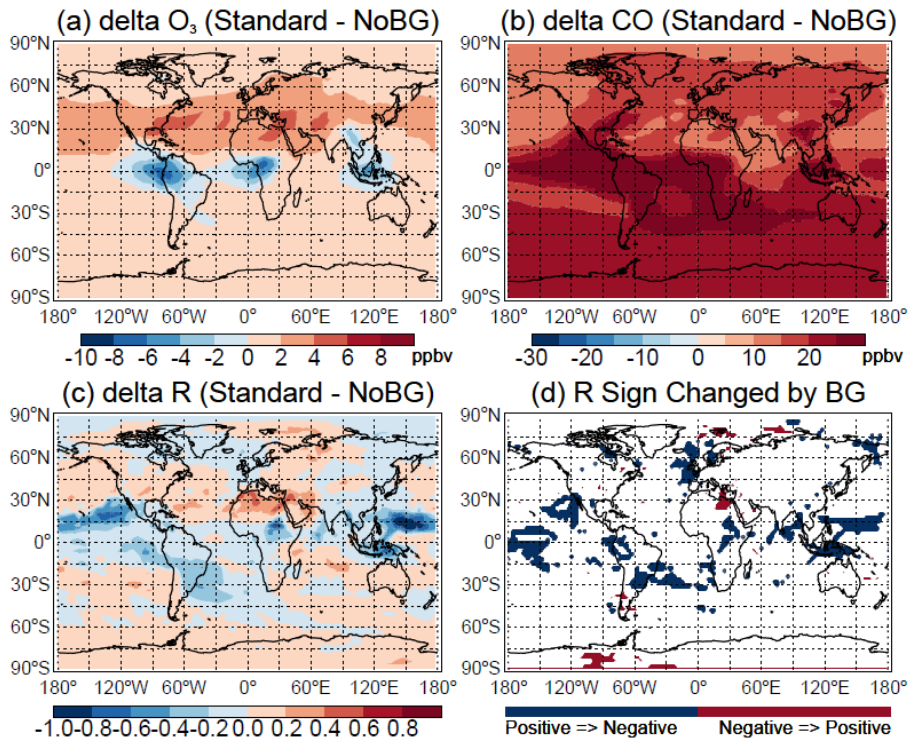 (a) delta O₃ (Standard - NoBG)
(b) delta CO (Standard - NoBG)
90°N
60°N
30°N
0°
30°S
60°S
90°S
180° 120°W 60°W 0° 60°E 120°E 180°
90°N
60°N
30°N
0°
30°S
60°S
90°S
180° 120°W 60°W 0° 60°E 120°E 180°
-10 -8 -6 -4 -2 0 2 4 6 8 ppbv
-30 -20 -10 0 10 20 ppbv
(c) delta R (Standard - NoBG)
(d) R Sign Changed by BG
90°N
60°N
30°N
0°
30°S
60°S
90°S
180° 120°W 60°W 0° 60°E 120°E 180°
90°N
60°N
30°N
0°
30°S
60°S
90°S
180° 120°W 60°W 0° 60°E 120°E 180°
-1.0 -0.8 -0.6 -0.4 -0.2 0.0 0.2 0.4 0.6 0.8
Positive => Negative Negative => Positive